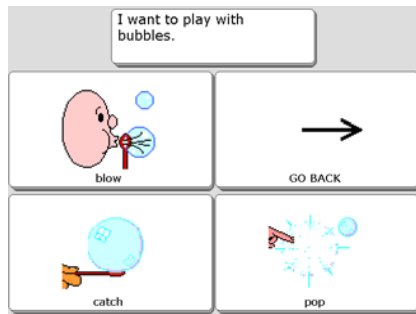 I want to play with
bubbles.
blow
GO BACK
catch
pop